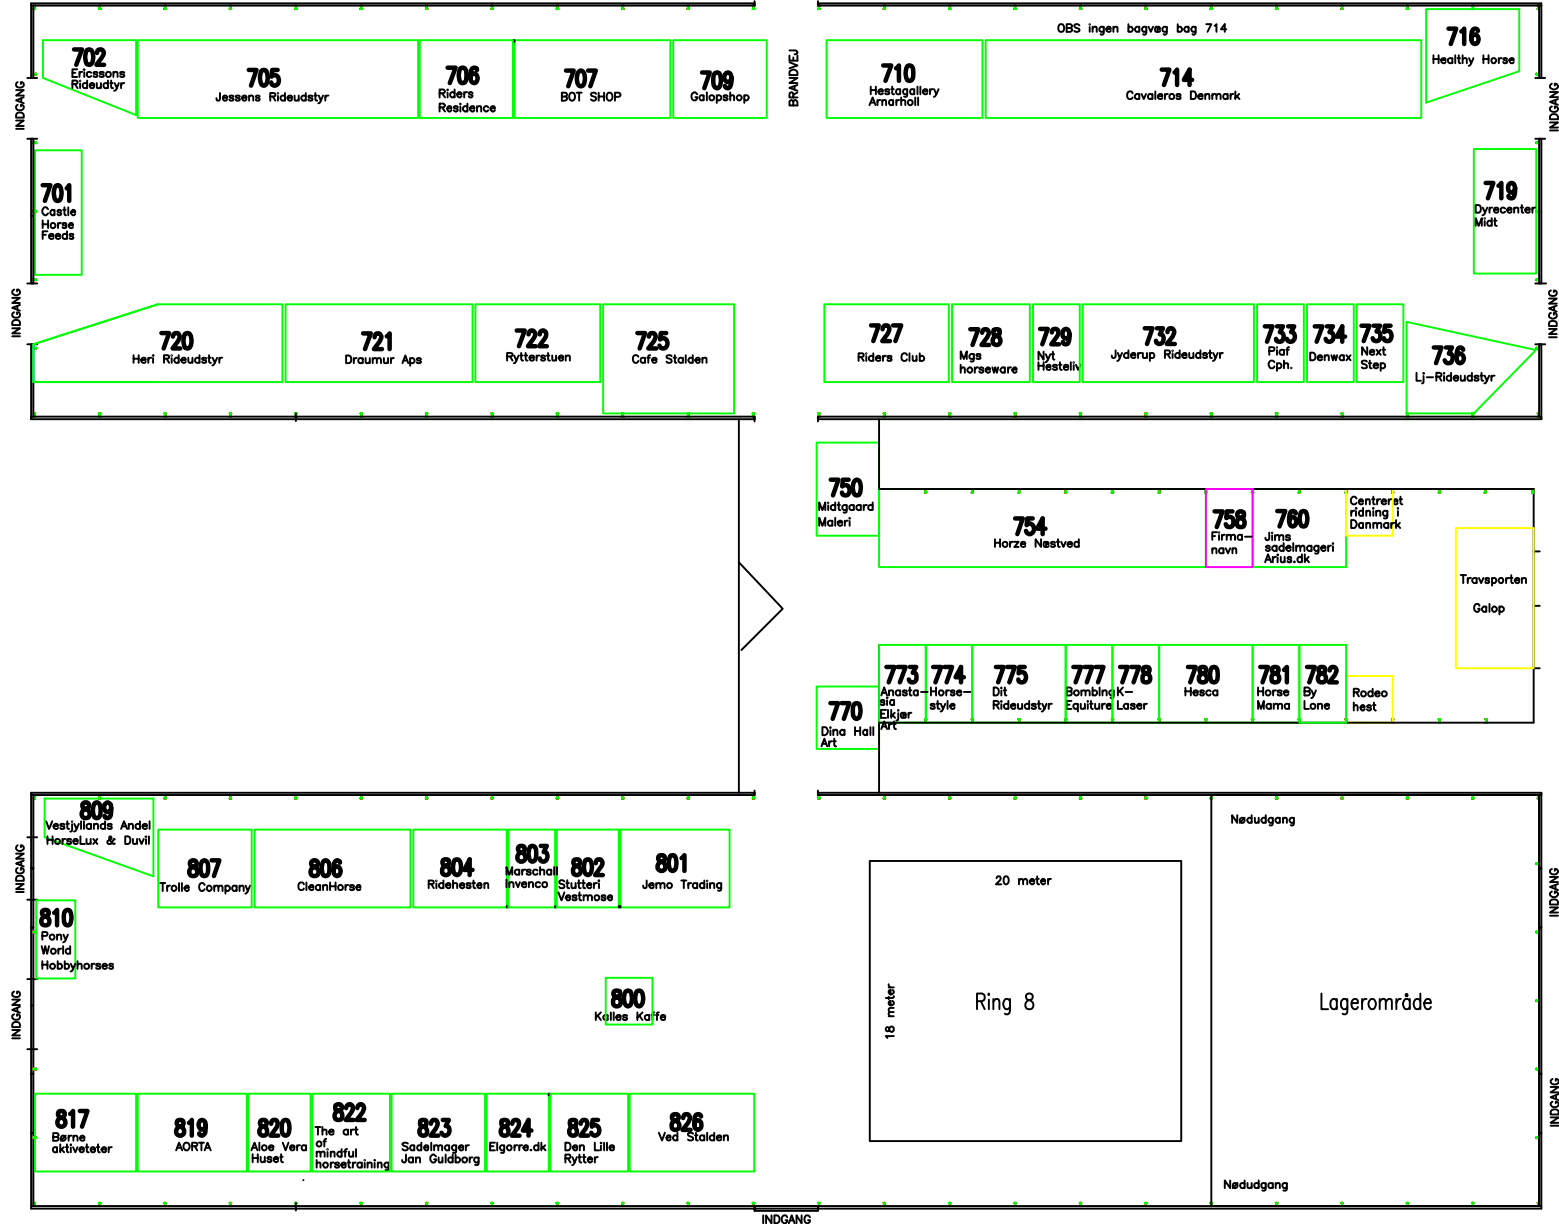 OBS ingen bagvæg bag 714
702
Ericssons
Rideudtyr
705
Jessens Rideudstyr
706
Riders
Residence
707
BOT SHOP
709
Galopshop
BRANDVEJ
710
Hestagallery
Arnarholl
714
Cavaleros Denmark
716
Healthy Horse
INDGANG
INDGANG
701
Castle
Horse
Feeds
719
Dyrecenter
Midt
INDGANG
INDGANG
720
Heri Rideudstyr
721
Draumur Aps
722
Rytterstuen
725
Cafe Stalden
727
Riders Club
728
Mgs
horseware
729
Nyt
Hesteliv
732
Jyderup Rideudstyr
733
Piaf
Cph.
734
Denwax
735
Next
Step
736
Lj-Rideudstyr
750
Midtgaard
Maleri
754
Horze Næstved
758
Firma-
navn
760
Jims
sadelmageri
Arius.dk
Centreret
ridning i
Danmark
Travsporten
Galop
770
Dina Hall
Art
773
Anasta-
sia
Elkjær
Art
774
Horse-
style
775
Dit
Rideudstyr
777
Bombing
Equiture
778
K-
Laser
780
Hesca
781
Horse
Mama
782
By
Lone
Rodeo
hest
809
Vestjyllands Andel
HorseLux & Duvil
807
Trolle Company
806
CleanHorse
804
Ridehesten
803
Marschall
Invenco
802
Stutteri
Vestmose
801
Jemo Trading
Nødudgang
INDGANG
INDGANG
20 meter
810
Pony
World
Hobbyhorses
800
Kalles Kaffe
18 meter
Ring 8
Lagerområde
INDGANG
INDGANG
817
Børne
aktiveteter
819
AORTA
820
Aloe Vera
Huset
822
The art
of
mindful
horsetraining
823
Sadelmager
Jan Guldborg
824
Elgorre.dk
825
Den Lille
Rytter
826
Ved Stalden
Nødudgang
INDGANG